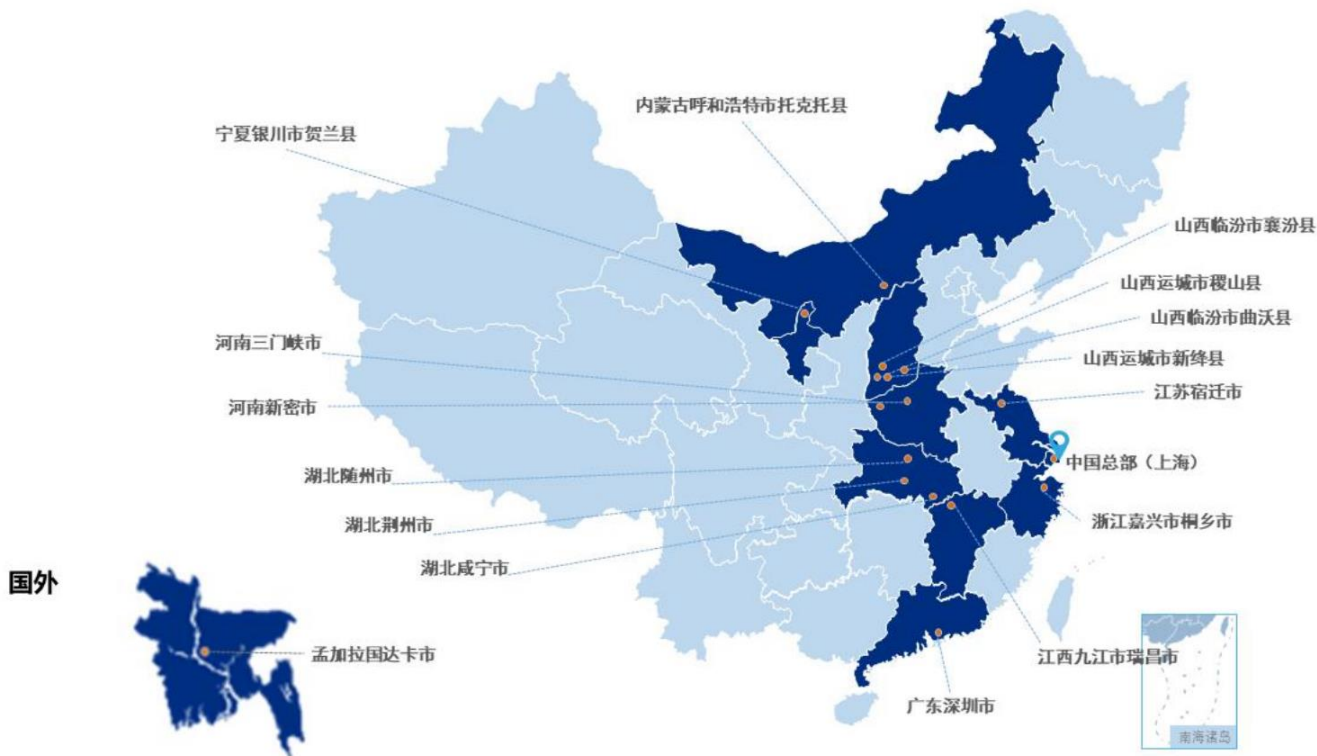 内蒙古呼和浩特市托克托县
宁夏银川市贺兰县
山西临汾市襄汾县
山西运城市稷山县
山西临汾市曲沃县
河南三门峡市
山西运城市新绛县
江苏宿迁市
河南新密市
中国总部（上海）
湖北随州市
湖北荆州市
浙江嘉兴市桐乡市
湖北咸宁市
国外
孟加拉国达卡市
江西九江市瑞昌市
广东深圳市
南海诸岛